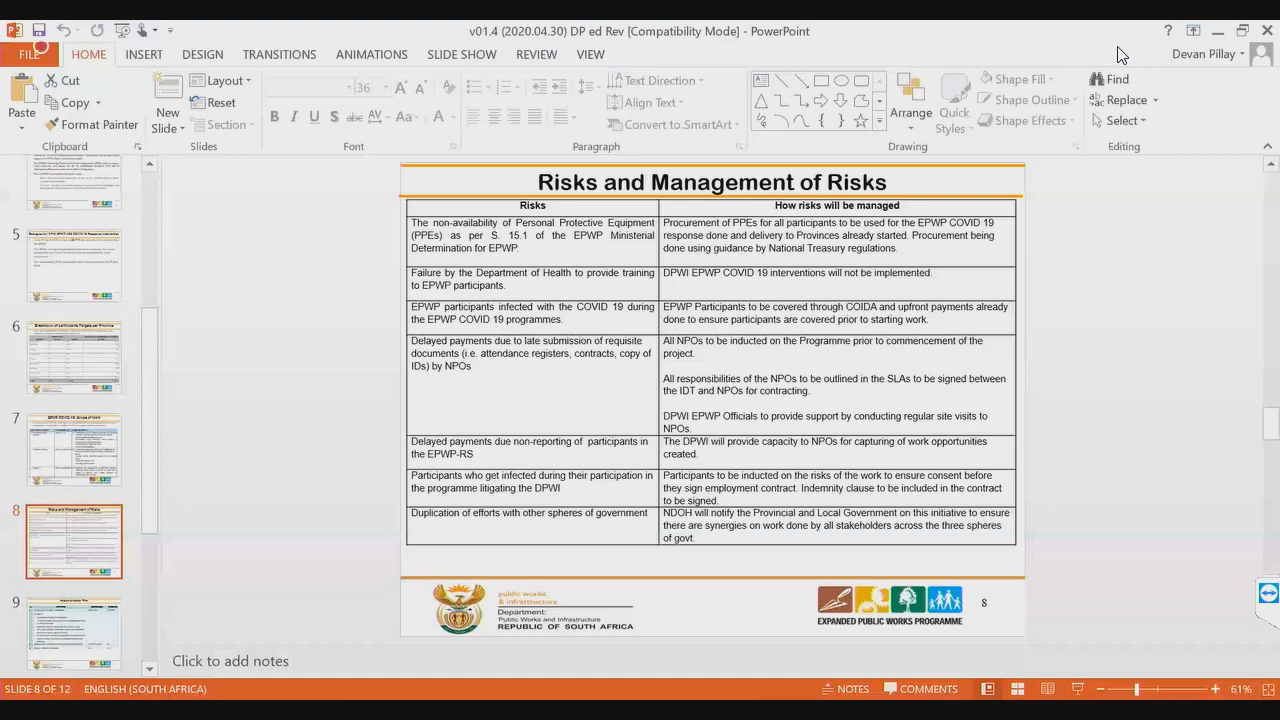 v01.4 (2020.04.30) DP ed Rev [Compatibility Mode] - PowerPoint
FILE HOME INSERT DESIGN TRANSITIONS ANIMATIONS SLIDE SHOW REVIEW VIEW Devan Pillay
Paste Cut Copy Format Painter Clipboard
New Slide Layout Reset Section Slides
36 Font
Text Direction Align Text Convert to SmartArt Paragraph
Arrange Quick Styles Shape Fill Shape Outline Shape Effects Drawing
Find Replace Select Editing
5
6
7
8
9
Risks and Management of Risks
Risks
How risks will be managed
The non-availability of Personal Protective Equipment
(PPEs) as per S. 15.1 of the EPWP Ministerial
Determination for EPWP.
Procurement of PPEs for all participants to be used for the EPWP COVID 19
response done and delivery to Provinces already started. Procurement being
done using guidance by National Treasury regulations.
Failure by the Department of Health to provide training
to EPWP participants.
DPWI EPWP COVID 19 interventions will not be implemented.
EPWP participants infected with the COVID 19 during
the EPWP COVID 19 programmes.
EPWP Participants to be covered through COIDA and upfront payments already
done to ensure participants are covered prior to starting work.
Delayed payments due to late submission of requisite
documents (i.e. attendance registers, contracts, copy of
IDs) by NPOs
All NPOs to be inducted on the Programme prior to commencement of the
project.
All responsibilities of the NPOs to be outlined in the SLAs to be signed between
the IDT and NPOs for contracting.
DPWI EPWP Officials to provide support by conducting regular site visits to
NPOs.
Delayed payments due late reporting of participants in
the EPWP-RS
The DPWI will provide capacity to NPOs for capturing of work opportunities
created.
Participants who get infected during their participation in
the programme litigating the DPWI
Participants to be inducted on the risks of the work to ensure consent before
they sign employment contract. Indemnity clause to be included in the contract
to be signed.
Duplication of efforts with other spheres of government
NDOH will notify the Provincial and Local Government on this initiative to ensure
there are synergies on work done by all stakeholders across the three spheres
of govt.
public works
& infrastructure
Department:
Public Works and Infrastructure
REPUBLIC OF SOUTH AFRICA
EXPANDED PUBLIC WORKS PROGRAMME
8
Click to add notes
SLIDE 8 OF 12 ENGLISH (SOUTH AFRICA) NOTES COMMENTS 61%